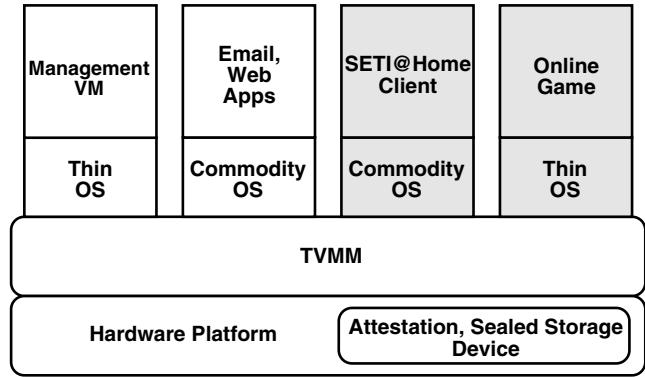 Management
VM
Email,
Web
Apps
SETI@Home
Client
Online
Game
Thin
OS
Commodity
OS
Commodity
OS
Thin
OS
TVMM
Hardware Platform
Attestation, Sealed Storage
Device